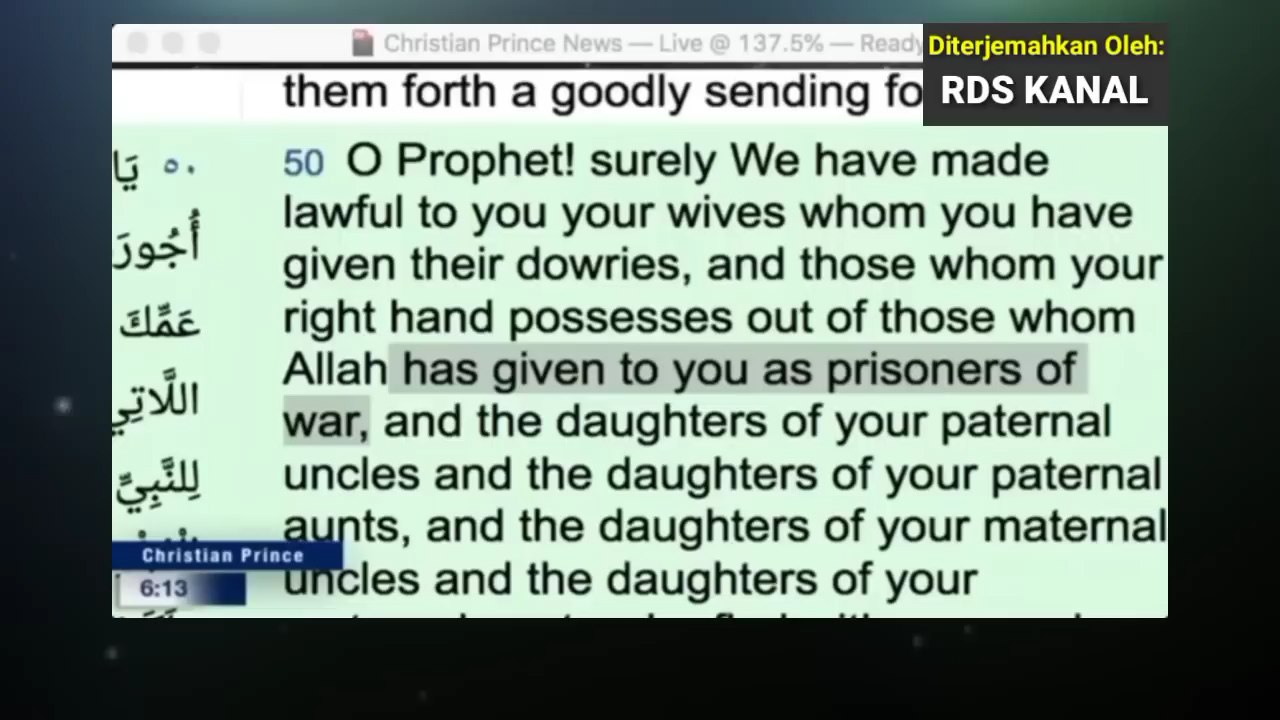 Christian Prince News — Live @ 137.5% — Ready
Diterjemahkan Oleh:
RDS KANAL
them forth a goodly sending fo
٥٠ يَا
50 O Prophet! surely We have made
lawful to you your wives whom you have
أُجُورَ
given their dowries, and those whom your
عَمِّكَ
right hand possesses out of those whom
Allah has given to you as prisoners of
اللَّاتِي
war, and the daughters of your paternal
لِلنَّبِيِّ
uncles and the daughters of your paternal
aunts, and the daughters of your maternal
Christian Prince
6:13
uncles and the daughters of your